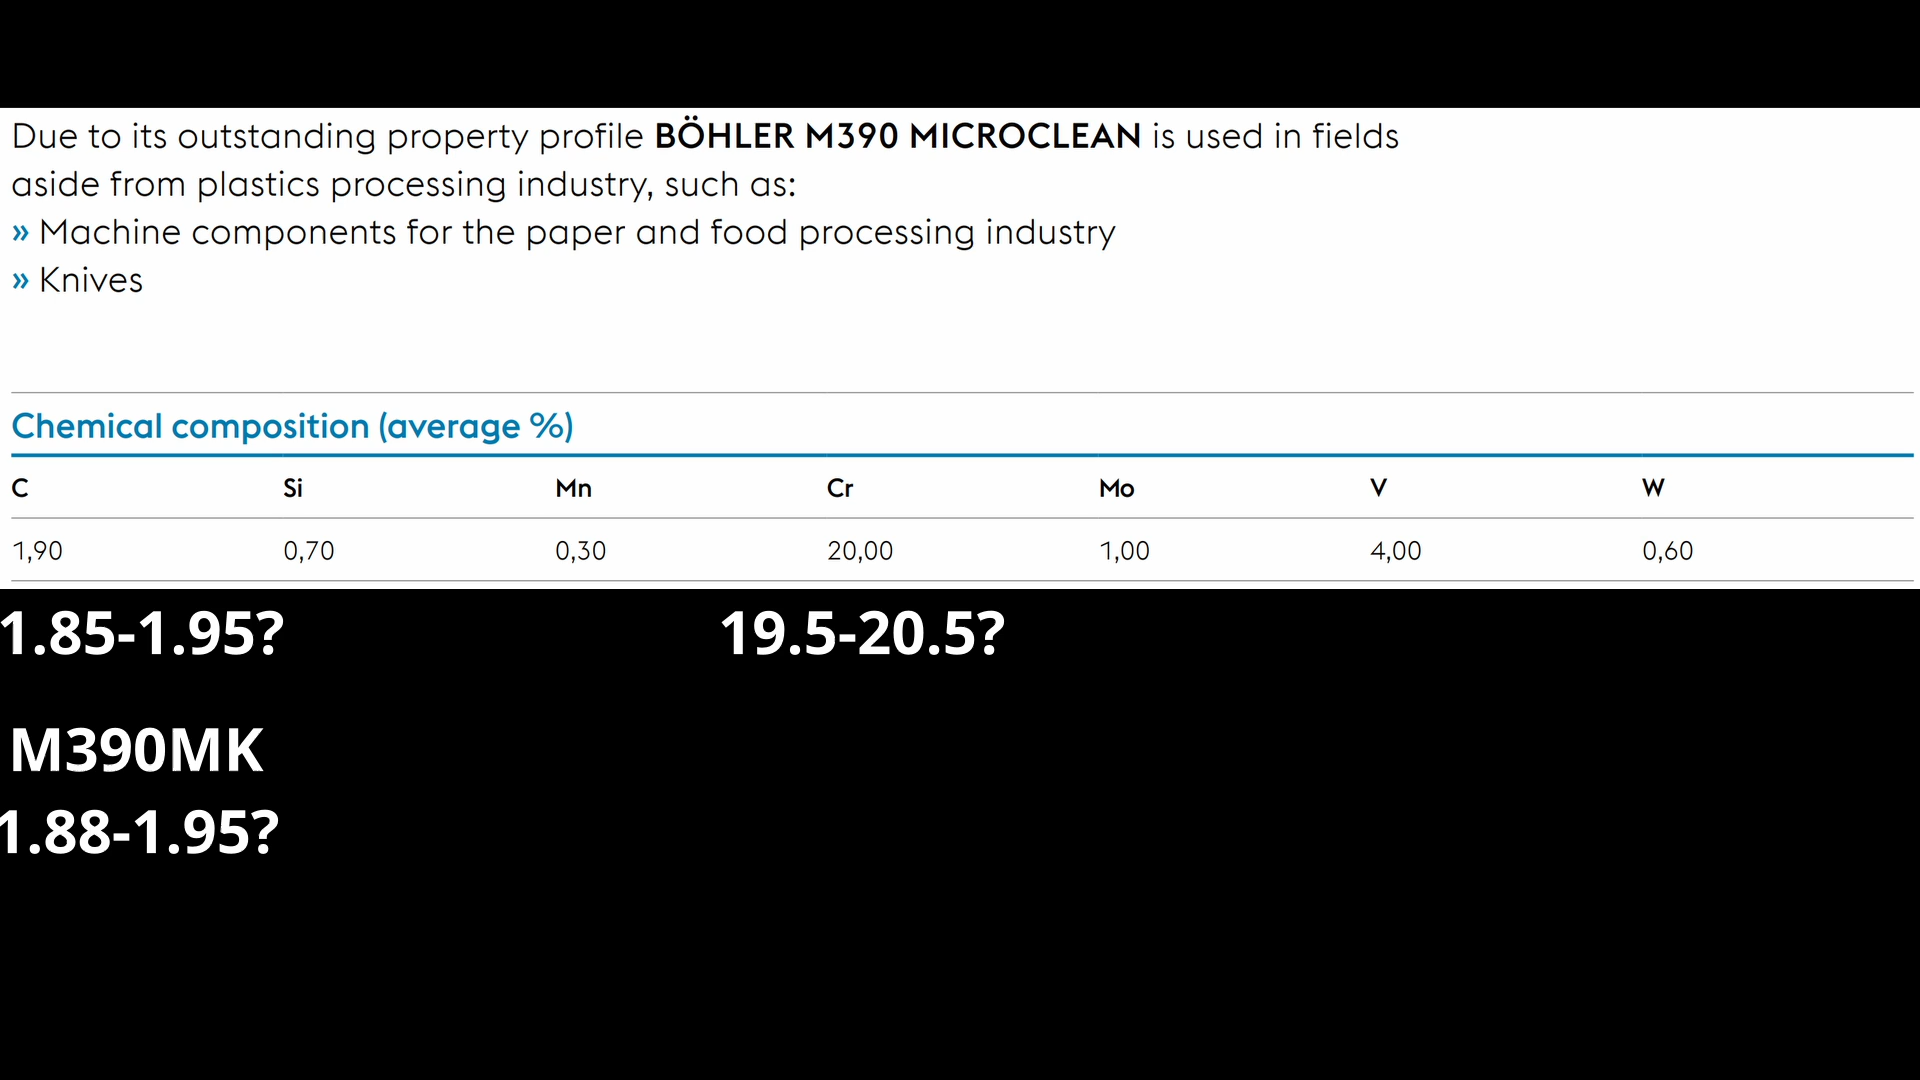 Due to its outstanding property profile BÖHLER M390 MICROCLEAN is used in fields
aside from plastics processing industry, such as:
» Machine components for the paper and food processing industry
» Knives
Chemical composition (average %)
C Si Mn Cr Mo V W
1,90 0,70 0,30 20,00 1,00 4,00 0,60
1.85-1.95? 19.5-20.5?
M390MK
1.88-1.95?